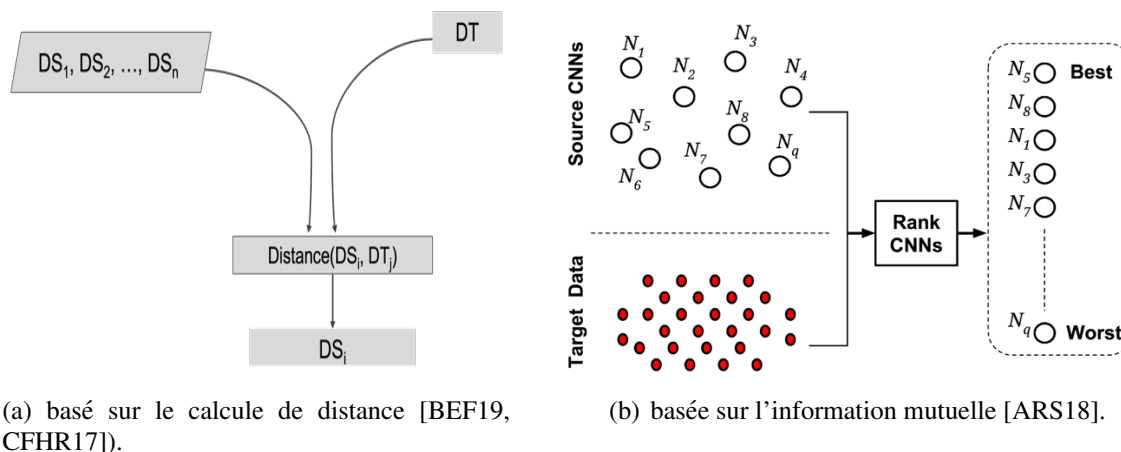 DS₁, DS₂, ..., DSₙ
DT
Distance(DSᵢ, DTⱼ)
DSᵢ
(a) basé sur le calcule de distance [BEF19,
CFHR17]).
Source CNNs
N₁
N₂
N₃
N₄
N₅
N₆
N₇
N₈
N_q
Target Data
Rank
CNNs
N₅ Best
N₈
N₁
N₃
N₇
N_q Worst
(b) basée sur l'information mutuelle [ARS18].